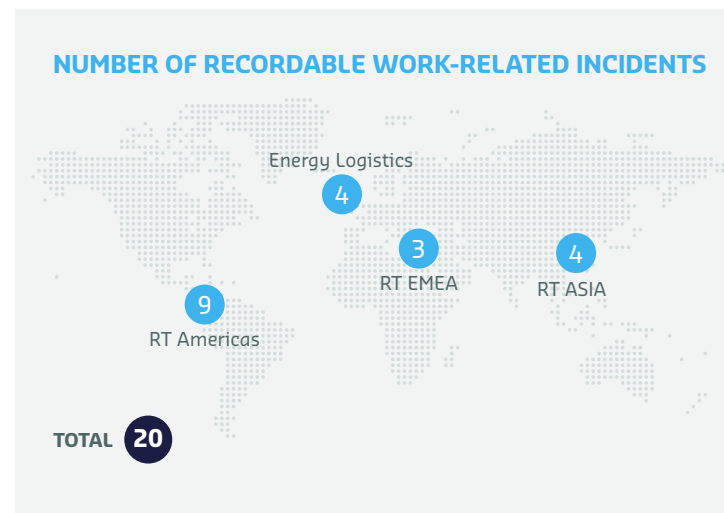 NUMBER OF RECORDABLE WORK-RELATED INCIDENTS
Energy Logistics
4
3
RT EMEA
4
RT ASIA
9
RT Americas
TOTAL 20